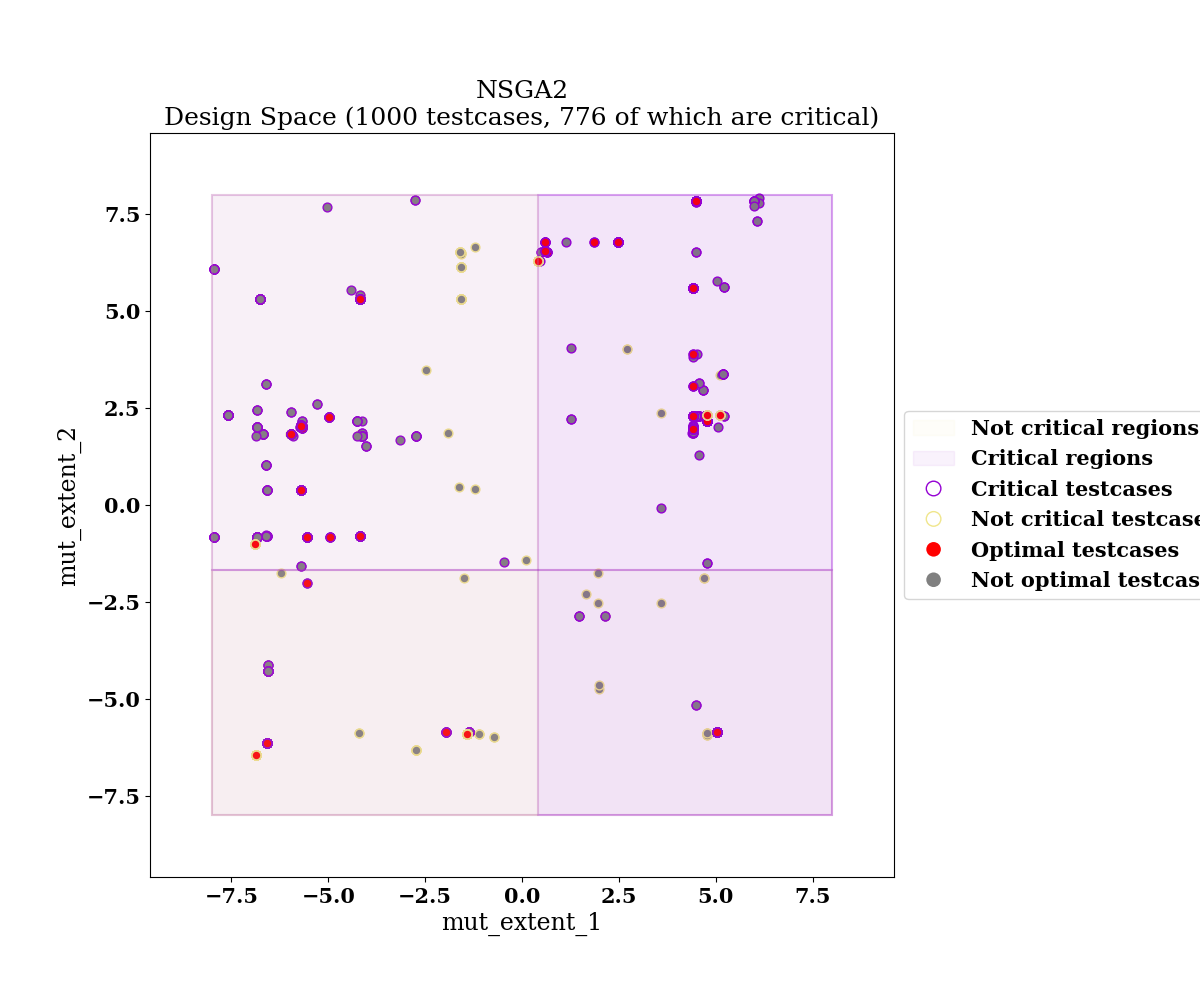 NSGA2
Design Space (1000 testcases, 776 of which are critical)
mut_extent_2
7.5
5.0
2.5
0.0
−2.5
−5.0
−7.5
−7.5
−5.0
−2.5
0.0
2.5
5.0
7.5
mut_extent_1
Not critical regions
Critical regions
Critical testcases
Not critical testcase
Optimal testcases
Not optimal testcas